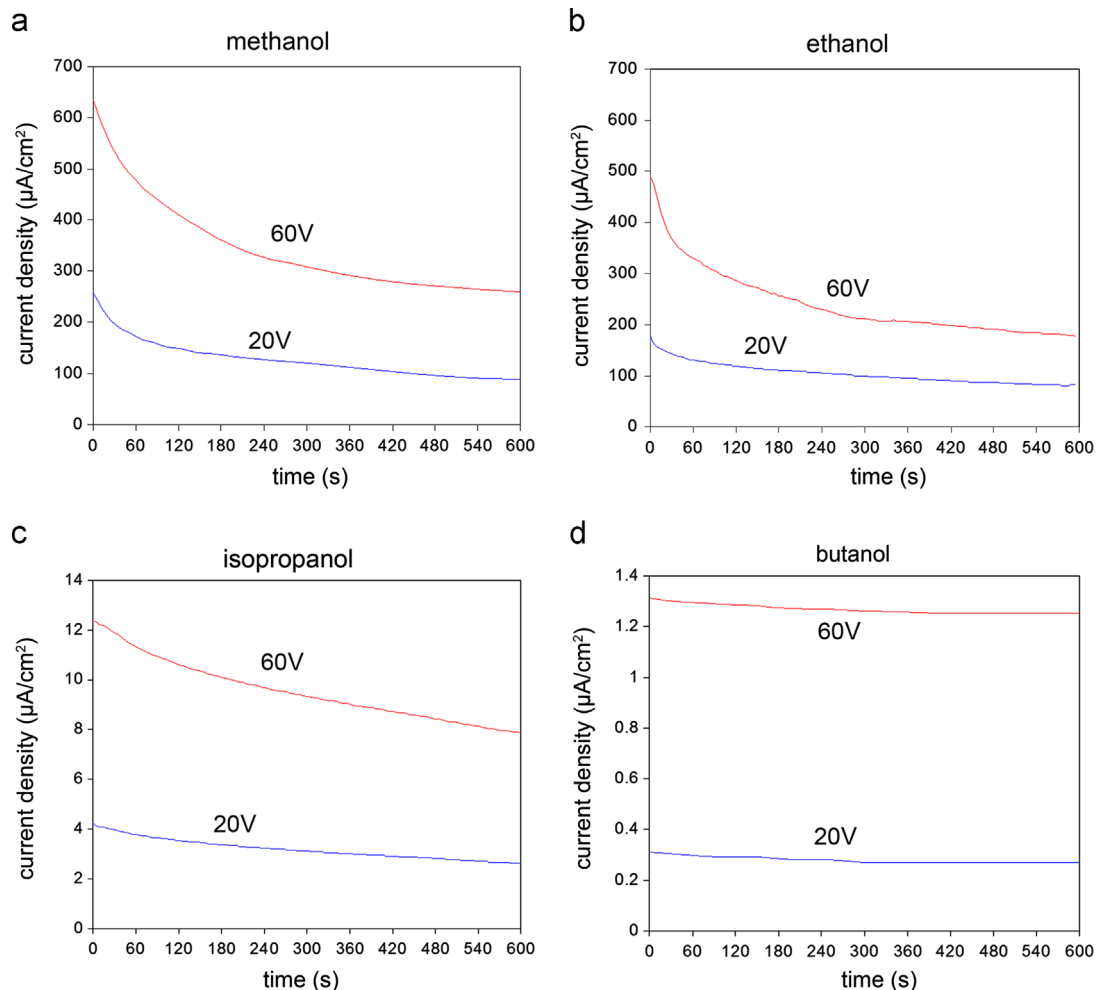 a
methanol
700
600
500
400
300
200
100
0
current density (µA/cm²)
60V
20V
0 60 120 180 240 300 360 420 480 540 600
time (s)
b
ethanol
700
600
500
400
300
200
100
0
current density (µA/cm²)
60V
20V
0 60 120 180 240 300 360 420 480 540 600
time (s)
c
isopropanol
14
12
10
8
6
4
2
0
current density (µA/cm²)
60V
20V
0 60 120 180 240 300 360 420 480 540 600
time (s)
d
butanol
1.4
1.2
1
0.8
0.6
0.4
0.2
0
current density (µA/cm²)
60V
20V
0 60 120 180 240 300 360 420 480 540 600
time (s)